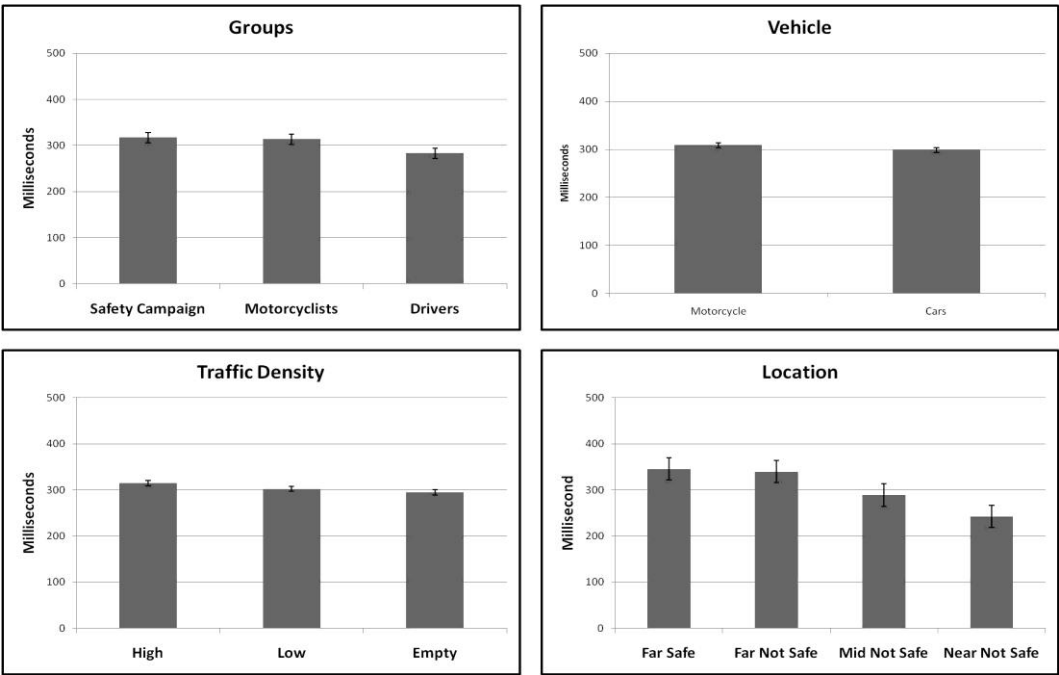 Groups
500
400
300
200
100
0
Milliseconds
Safety Campaign Motorcyclists Drivers
Vehicle
500
400
300
200
100
0
Milliseconds
Motorcycle Cars
Traffic Density
500
400
300
200
100
0
Milliseconds
High Low Empty
Location
500
400
300
200
100
0
Millisecond
Far Safe Far Not Safe Mid Not Safe Near Not Safe